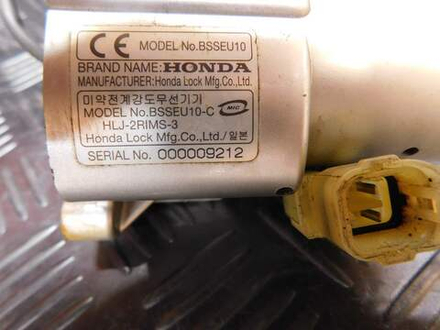 CE MODEL No.BSSEU10
BRAND NAME: HONDA
MANUFACTURER: Honda Lock Mfg.Co.,Ltd.
미약전계강도무선기기
MODEL No.BSSEU10-C MIC
HLJ-2RIMS-3
Honda Lock Mfg.Co.,Ltd./일본
SERIAL No. 000009212